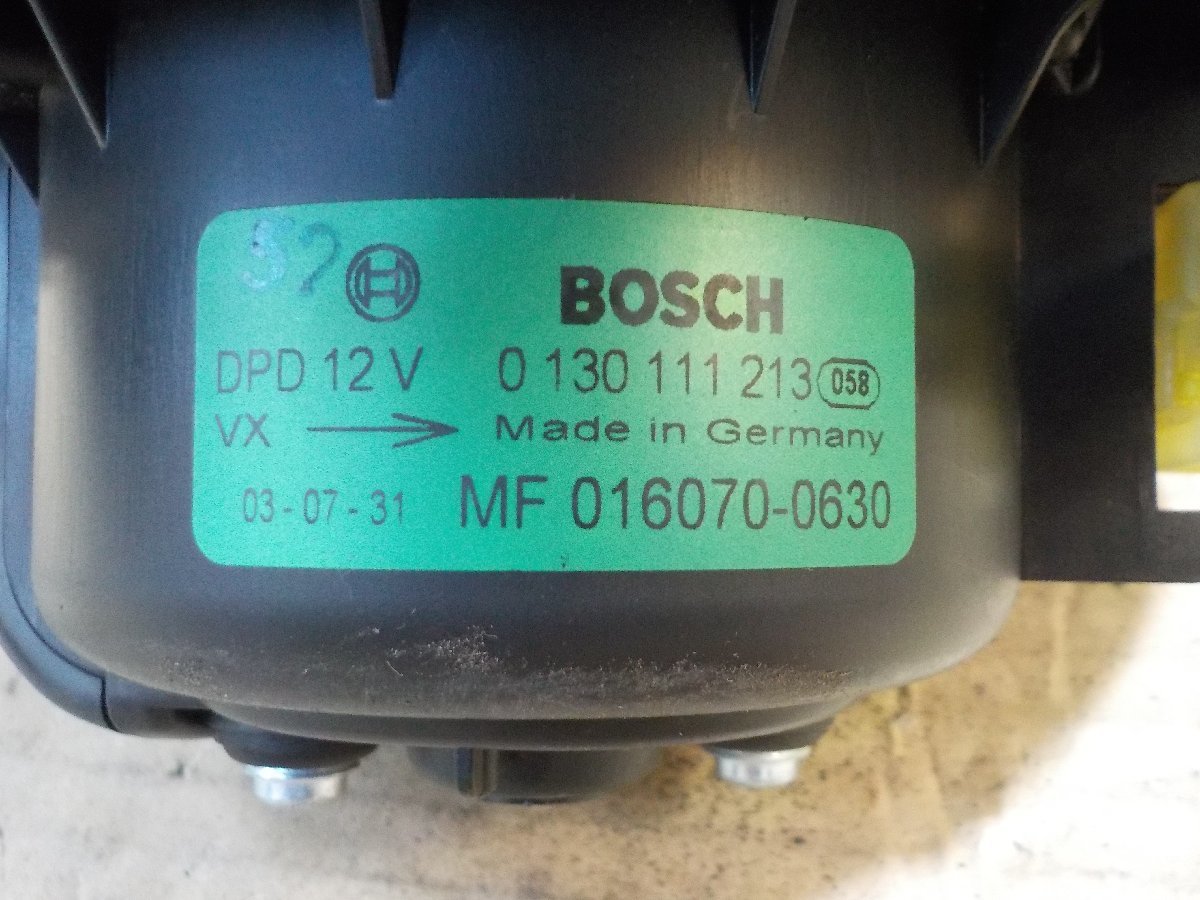 52
BOSCH
DPD 12 V 0 130 111 213 058
VX Made in Germany
03-07-31 MF 016070-0630